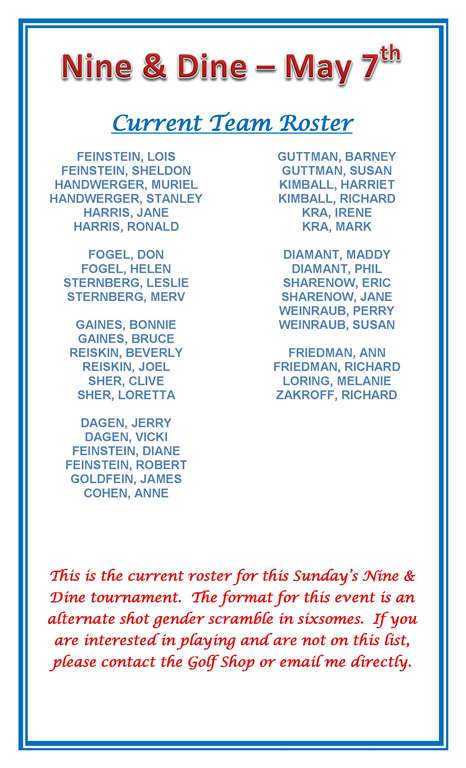 Nine & Dine – May 7th
Current Team Roster
FEINSTEIN, LOIS
FEINSTEIN, SHELDON
HANDWERGER, MURIEL
HANDWERGER, STANLEY
HARRIS, JANE
HARRIS, RONALD
FOGEL, DON
FOGEL, HELEN
STERNBERG, LESLIE
STERNBERG, MERV
GAINES, BONNIE
GAINES, BRUCE
REISKIN, BEVERLY
REISKIN, JOEL
SHER, CLIVE
SHER, LORETTA
DAGEN, JERRY
DAGEN, VICKI
FEINSTEIN, DIANE
FEINSTEIN, ROBERT
GOLDFEIN, JAMES
COHEN, ANNE
GUTTMAN, BARNEY
GUTTMAN, SUSAN
KIMBALL, HARRIET
KIMBALL, RICHARD
KRA, IRENE
KRA, MARK
DIAMANT, MADDY
DIAMANT, PHIL
SHARENOW, ERIC
SHARENOW, JANE
WEINRAUB, PERRY
WEINRAUB, SUSAN
FRIEDMAN, ANN
FRIEDMAN, RICHARD
LORING, MELANIE
ZAKROFF, RICHARD
This is the current roster for this Sunday's Nine &
Dine tournament.  The format for this event is an
alternate shot gender scramble in sixsomes.  If you
are interested in playing and are not on this list,
please contact the Golf Shop or email me directly.